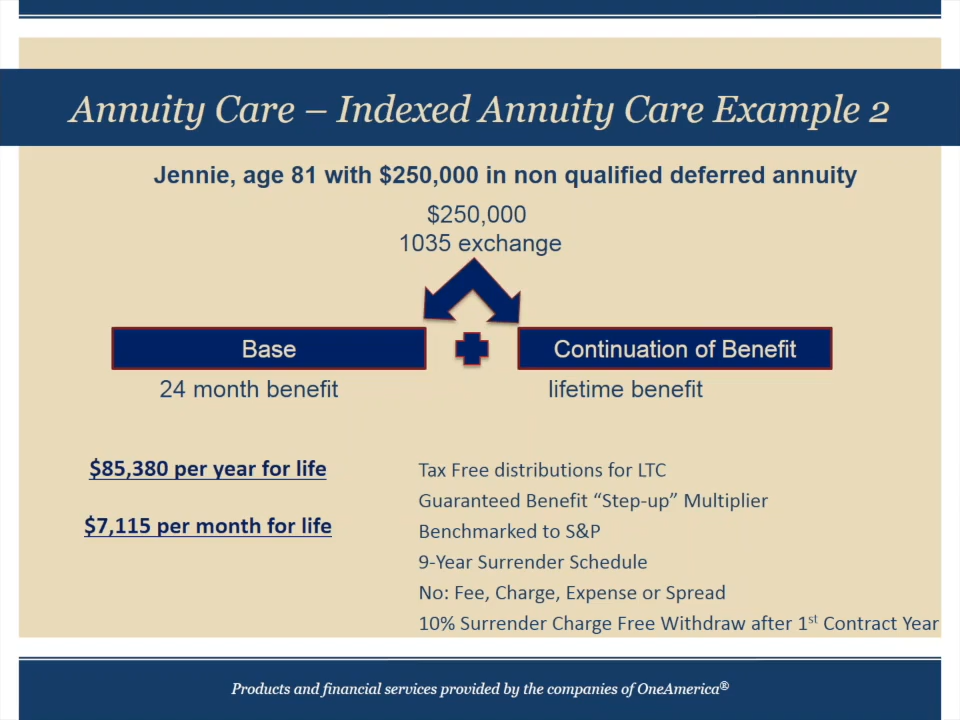 Annuity Care – Indexed Annuity Care Example 2
Jennie, age 81 with $250,000 in non qualified deferred annuity
$250,000
1035 exchange
Base
Continuation of Benefit
24 month benefit
lifetime benefit
$85,380 per year for life
$7,115 per month for life
Tax Free distributions for LTC
Guaranteed Benefit “Step-up” Multiplier
Benchmarked to S&P
9-Year Surrender Schedule
No: Fee, Charge, Expense or Spread
10% Surrender Charge Free Withdraw after 1st Contract Year
Products and financial services provided by the companies of OneAmerica®